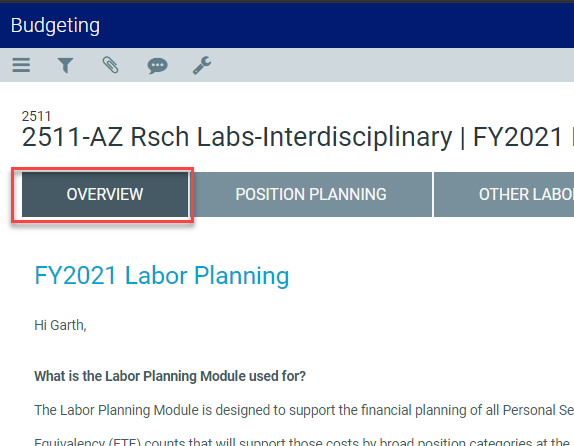 Budgeting
2511
2511-AZ Rsch Labs-Interdisciplinary | FY2021
OVERVIEW
POSITION PLANNING
OTHER LABO
FY2021 Labor Planning
Hi Garth,
What is the Labor Planning Module used for?
The Labor Planning Module is designed to support the financial planning of all Personal Se
Equivalency (FTE) counts that will support those costs by broad position categories at the